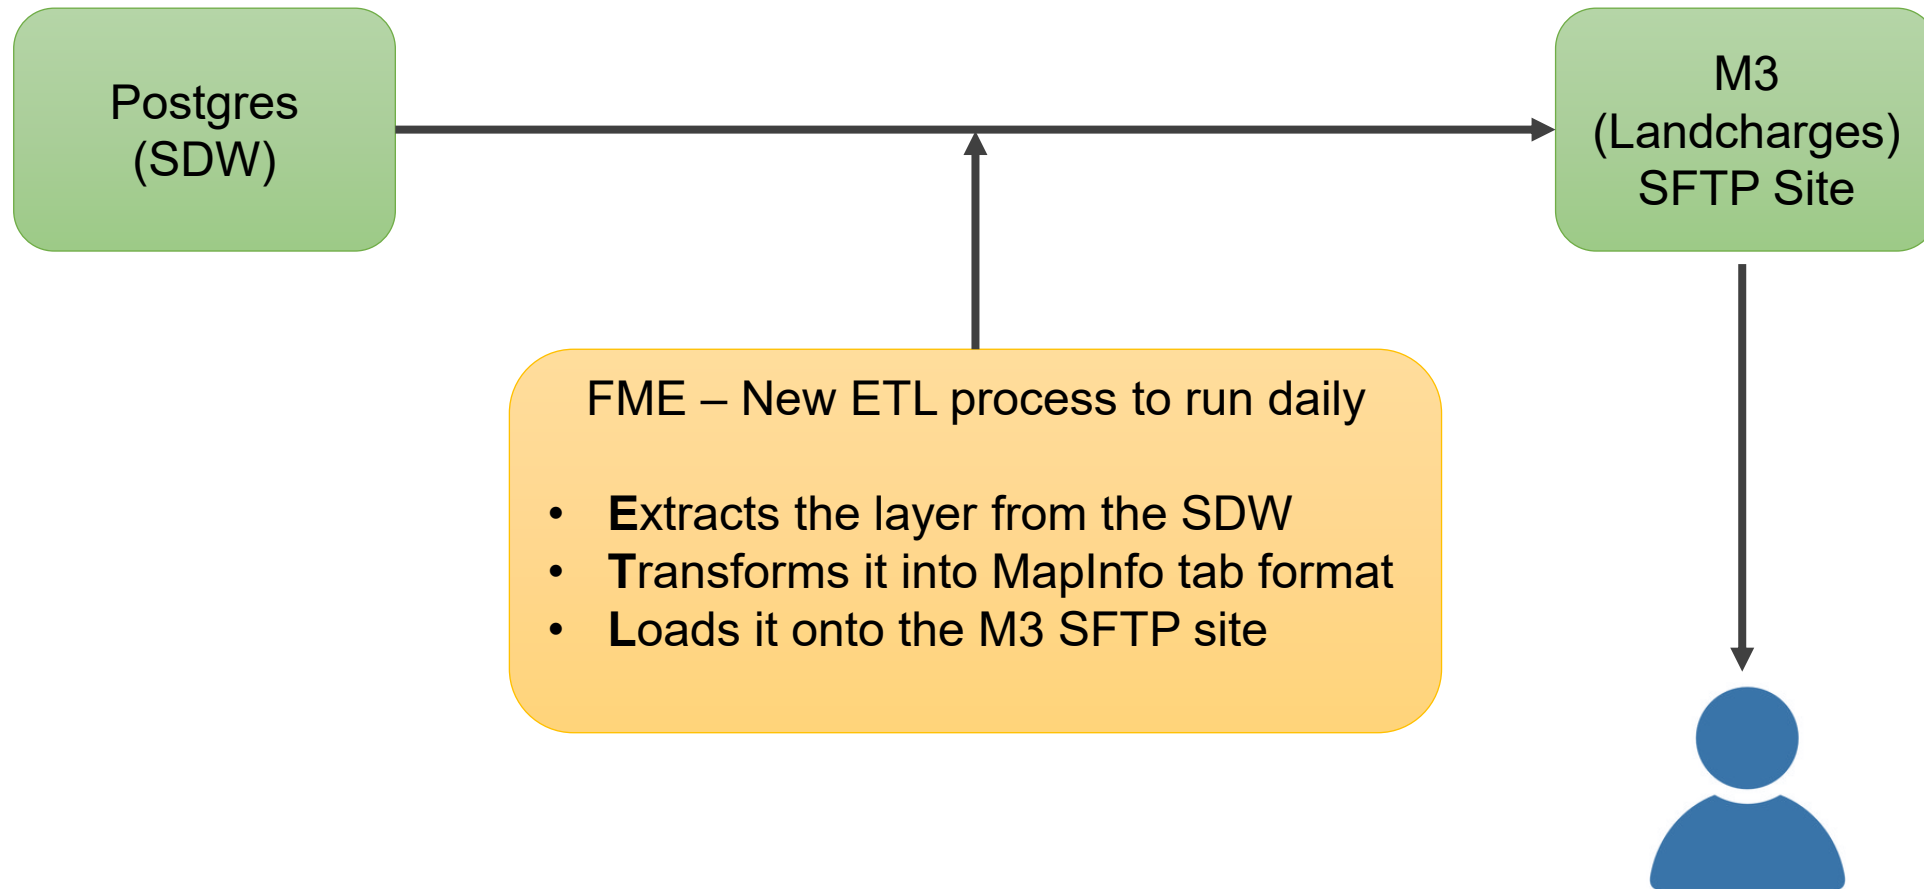 Postgres
(SDW)
M3
(Landcharges)
SFTP Site
FME – New ETL process to run daily
• Extracts the layer from the SDW
• Transforms it into MapInfo tab format
• Loads it onto the M3 SFTP site